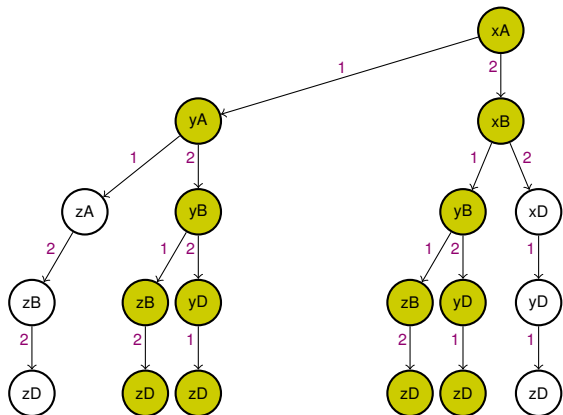 xA
1 2
yA xB
1 2 1 2
zA yB yB xD
2 1 2 1 2 1
zB zB yD zB yD yD
2 2 1 2 1 1
zD zD zD zD zD zD